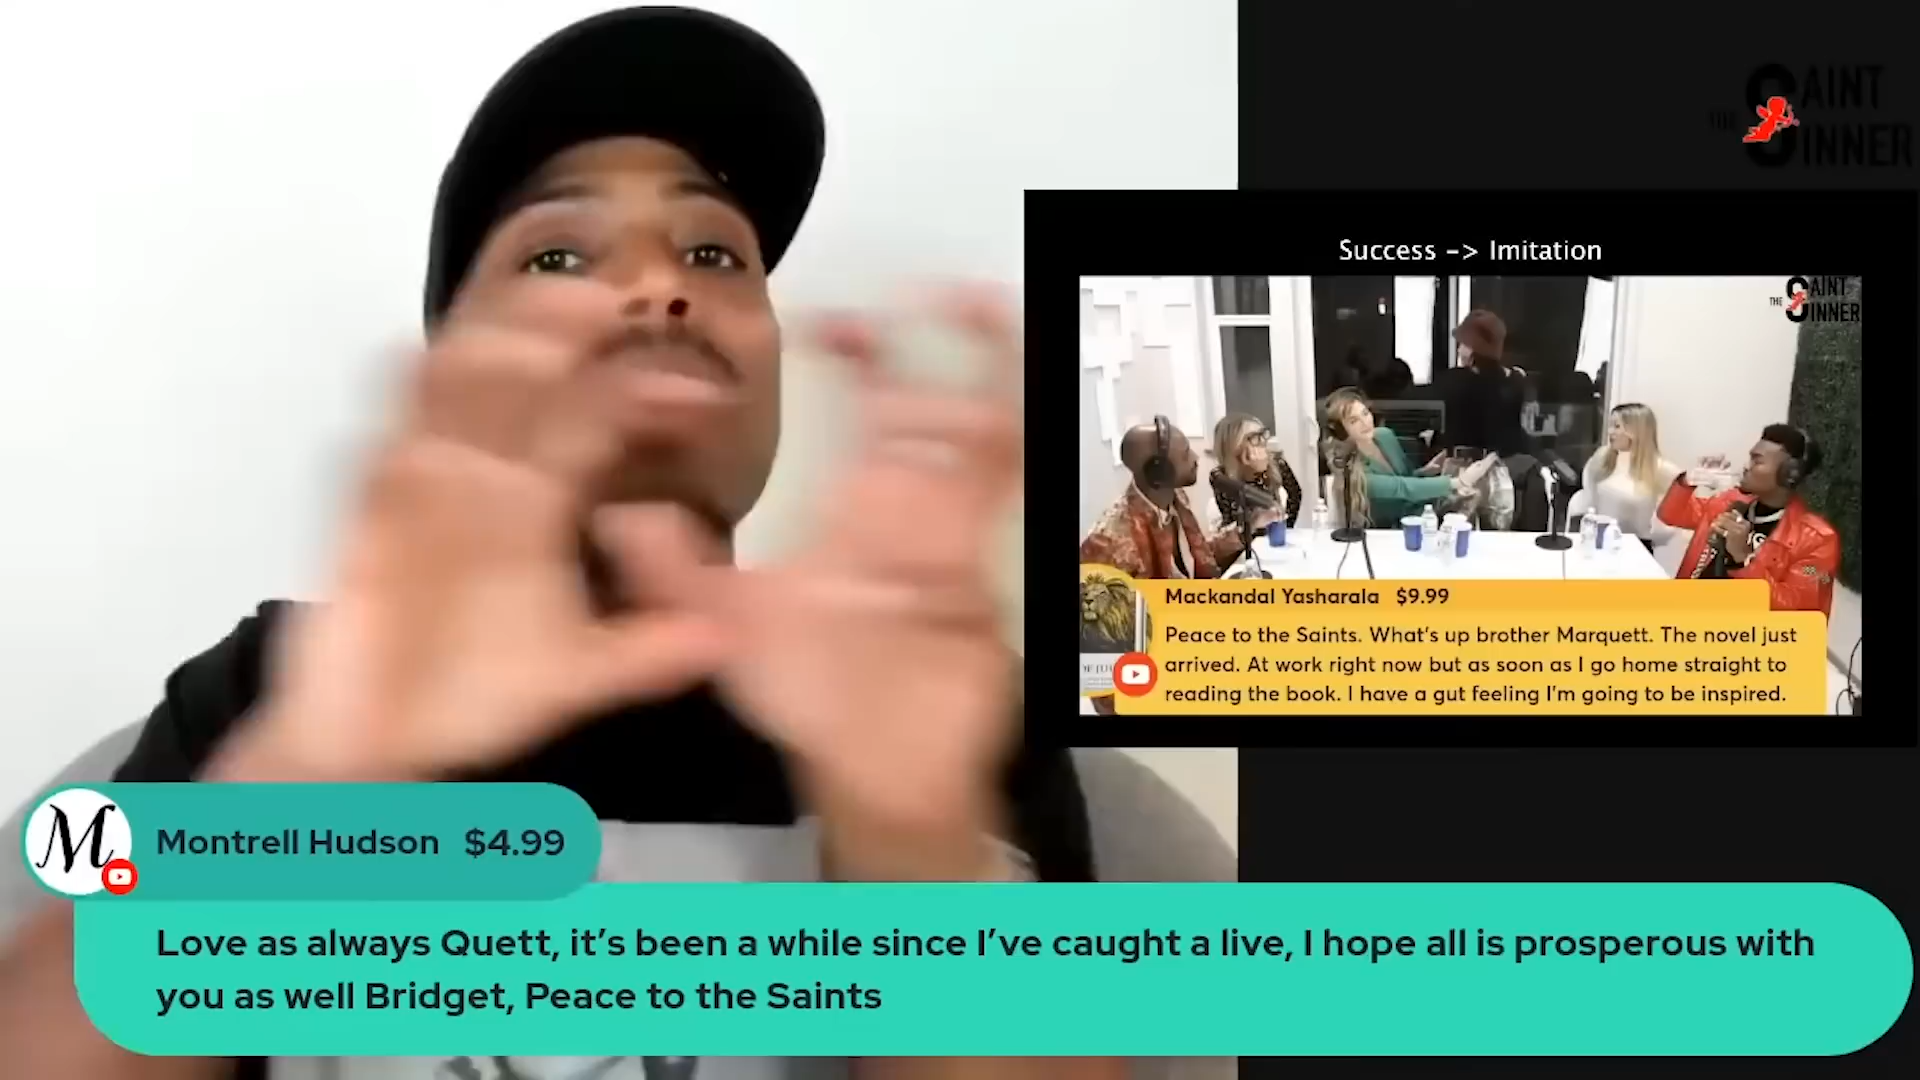 THE SAINT
SINNER
Success -> Imitation
THE SAINT
SINNER
Mackandal Yasharala $9.99
Peace to the Saints. What's up brother Marquett. The novel just
arrived. At work right now but as soon as I go home straight to
reading the book. I have a gut feeling I'm going to be inspired.
M
Montrell Hudson $4.99
Love as always Quett, it's been a while since I've caught a live, I hope all is prosperous with
you as well Bridget, Peace to the Saints